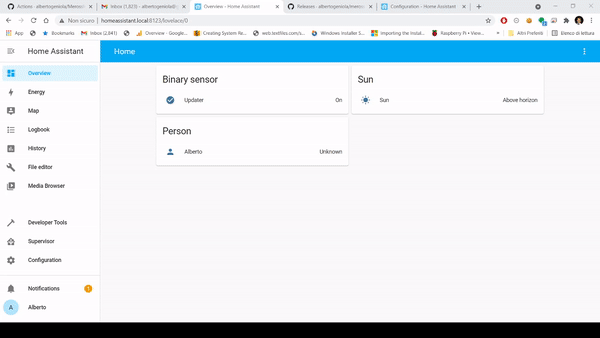 Actions · albertogeniola/Meross
Inbox (1,823) - albertogeniola@
Overview - Home Assistant
Releases · albertogeniola/meross
Configuration - Home Assistant
Non sicuro | homeassistant.local:8123/lovelace/0
App
Inbox (2,841)
Bookmarks
Overview - Google...
Creating System Re...
web.textfiles.com/s...
Windows Installer S...
Importing the Instal...
Raspberry Pi • View...
Altri Preferiti
Elenco di lettura
Home Assistant
Home
Overview
Energy
Map
Logbook
History
File editor
Media Browser
Developer Tools
Supervisor
Configuration
Notifications
1
A
Alberto
Binary sensor
Updater
On
Sun
Sun
Above horizon
Person
Alberto
Unknown